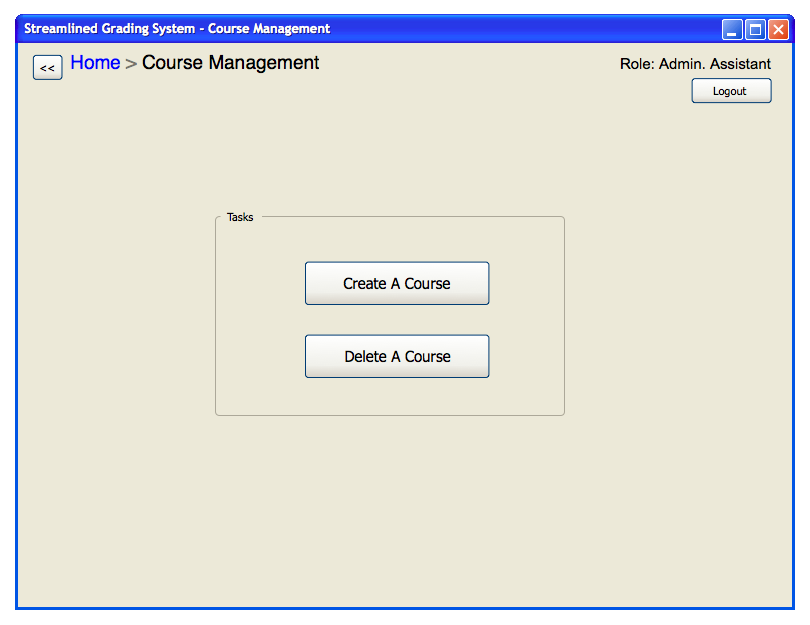 Streamlined Grading System - Course Management
<< Home > Course Management
Role: Admin. Assistant
Logout
Tasks
Create A Course
Delete A Course